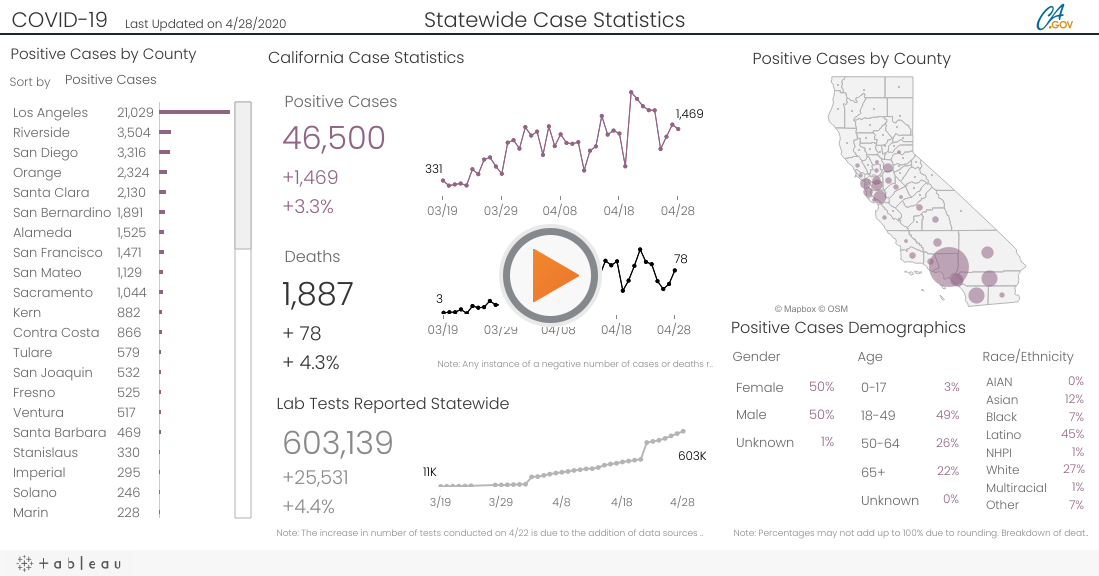 COVID-19 Last Updated on 4/28/2020 Statewide Case Statistics CA.GOV
Positive Cases by County
Sort by Positive Cases
Los Angeles 21,029
Riverside 3,504
San Diego 3,316
Orange 2,324
Santa Clara 2,130
San Bernardino 1,891
Alameda 1,525
San Francisco 1,471
San Mateo 1,129
Sacramento 1,044
Kern 882
Contra Costa 866
Tulare 579
San Joaquin 532
Fresno 525
Ventura 517
Santa Barbara 469
Stanislaus 330
Imperial 295
Solano 246
Marin 228
California Case Statistics
Positive Cases
46,500
+1,469
+3.3%
331
1,469
03/19 03/29 04/08 04/18 04/28
Deaths
1,887
+ 78
+ 4.3%
3
78
03/19 03/29 04/08 04/18 04/28
Note: Any instance of a negative number of cases or deaths r..
Lab Tests Reported Statewide
603,139
+25,531
+4.4%
11K
603K
3/19 3/29 4/8 4/18 4/28
Note: The increase in number of tests conducted on 4/22 is due to the addition of data sources ..
Positive Cases by County
© Mapbox © OSM
Positive Cases Demographics
Gender
Female 50%
Male 50%
Unknown 1%
Age
0-17 3%
18-49 49%
50-64 26%
65+ 22%
Unknown 0%
Race/Ethnicity
AIAN 0%
Asian 12%
Black 7%
Latino 45%
NHPI 1%
White 27%
Multiracial 1%
Other 7%
Note: Percentages may not add up to 100% due to rounding. Breakdown of deat..
+ableau